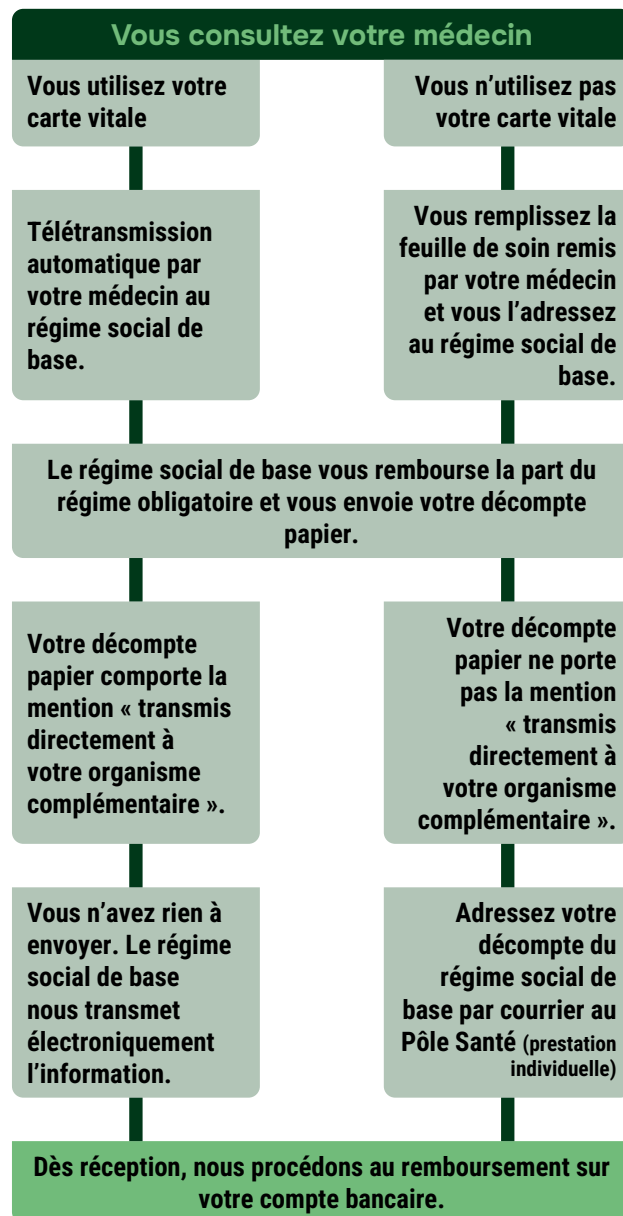 Vous consultez votre médecin
Vous utilisez votre
carte vitale
Vous n’utilisez pas
votre carte vitale
Télétransmission
automatique par
votre médecin au
régime social de
base.
Vous remplissez la
feuille de soin remis
par votre médecin
et vous l’adressez
au régime social de
base.
Le régime social de base vous rembourse la part du
régime obligatoire et vous envoie votre décompte
papier.
Votre décompte
papier comporte la
mention « transmis
directement à
votre organisme
complémentaire ».
Votre décompte
papier ne porte
pas la mention
« transmis
directement à
votre organisme
complémentaire ».
Vous n’avez rien à
envoyer. Le régime
social de base
nous transmet
électroniquement
l’information.
Adressez votre
décompte du
régime social de
base par courrier au
Pôle Santé (prestation
individuelle)
Dès réception, nous procédons au remboursement sur
votre compte bancaire.